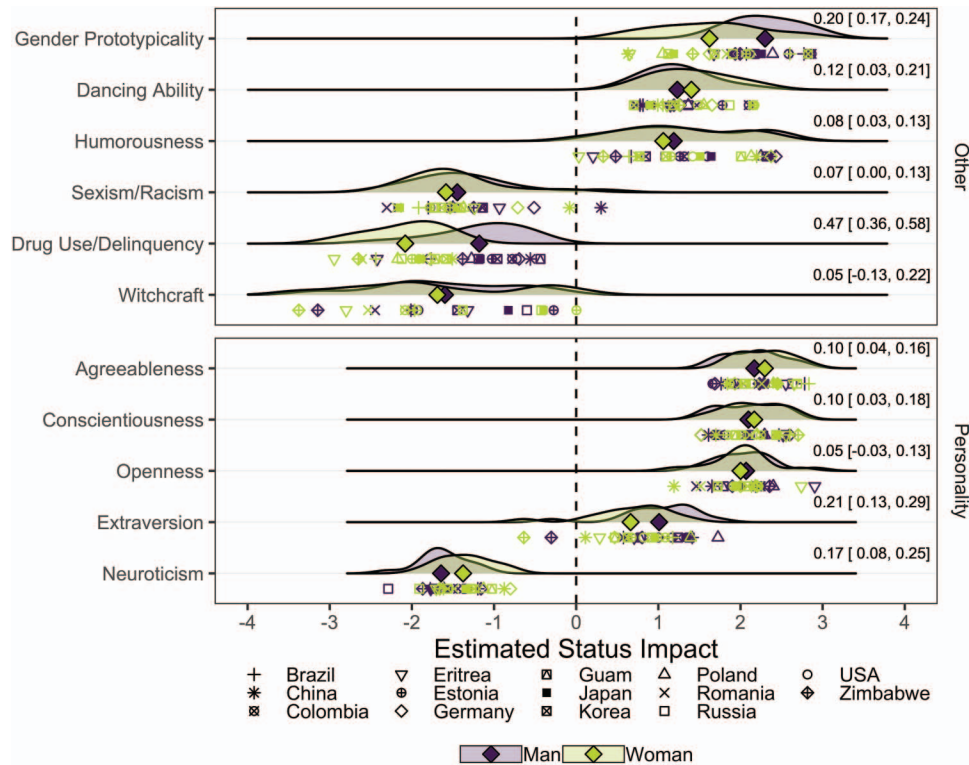 Gender Prototypicality 0.20 [ 0.17, 0.24]
Dancing Ability 0.12 [ 0.03, 0.21]
Humorousness 0.08 [ 0.03, 0.13]
Sexism/Racism 0.07 [ 0.00, 0.13]
Drug Use/Delinquency 0.47 [ 0.36, 0.58]
Witchcraft 0.05 [-0.13, 0.22]
Other
Agreeableness 0.10 [ 0.04, 0.16]
Conscientiousness 0.10 [ 0.03, 0.18]
Openness 0.05 [-0.03, 0.13]
Extraversion 0.21 [ 0.13, 0.29]
Neuroticism 0.17 [ 0.08, 0.25]
Personality
-4 -3 -2 -1 0 1 2 3 4
Estimated Status Impact
Brazil Eritrea Guam Poland USA
China Estonia Japan Romania Zimbabwe
Colombia Germany Korea Russia
Man Woman